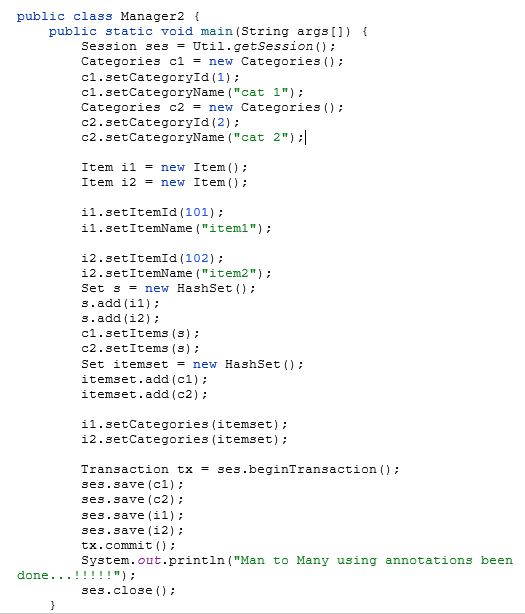 public class Manager2 {
    public static void main(String args[]) {
        Session ses = Util.getSession();
        Categories c1 = new Categories();
        c1.setCategoryId(1);
        c1.setCategoryName("cat 1");
        Categories c2 = new Categories();
        c2.setCategoryId(2);
        c2.setCategoryName("cat 2");

        Item i1 = new Item();
        Item i2 = new Item();

        i1.setItemId(101);
        i1.setItemName("item1");

        i2.setItemId(102);
        i2.setItemName("item2");
        Set s = new HashSet();
        s.add(i1);
        s.add(i2);
        c1.setItems(s);
        c2.setItems(s);
        Set itemset = new HashSet();
        itemset.add(c1);
        itemset.add(c2);

        i1.setCategories(itemset);
        i2.setCategories(itemset);

        Transaction tx = ses.beginTransaction();
        ses.save(c1);
        ses.save(c2);
        ses.save(i1);
        ses.save(i2);
        tx.commit();
        System.out.println("Man to Many using annotations been
done...!!!!!");
        ses.close();
    }